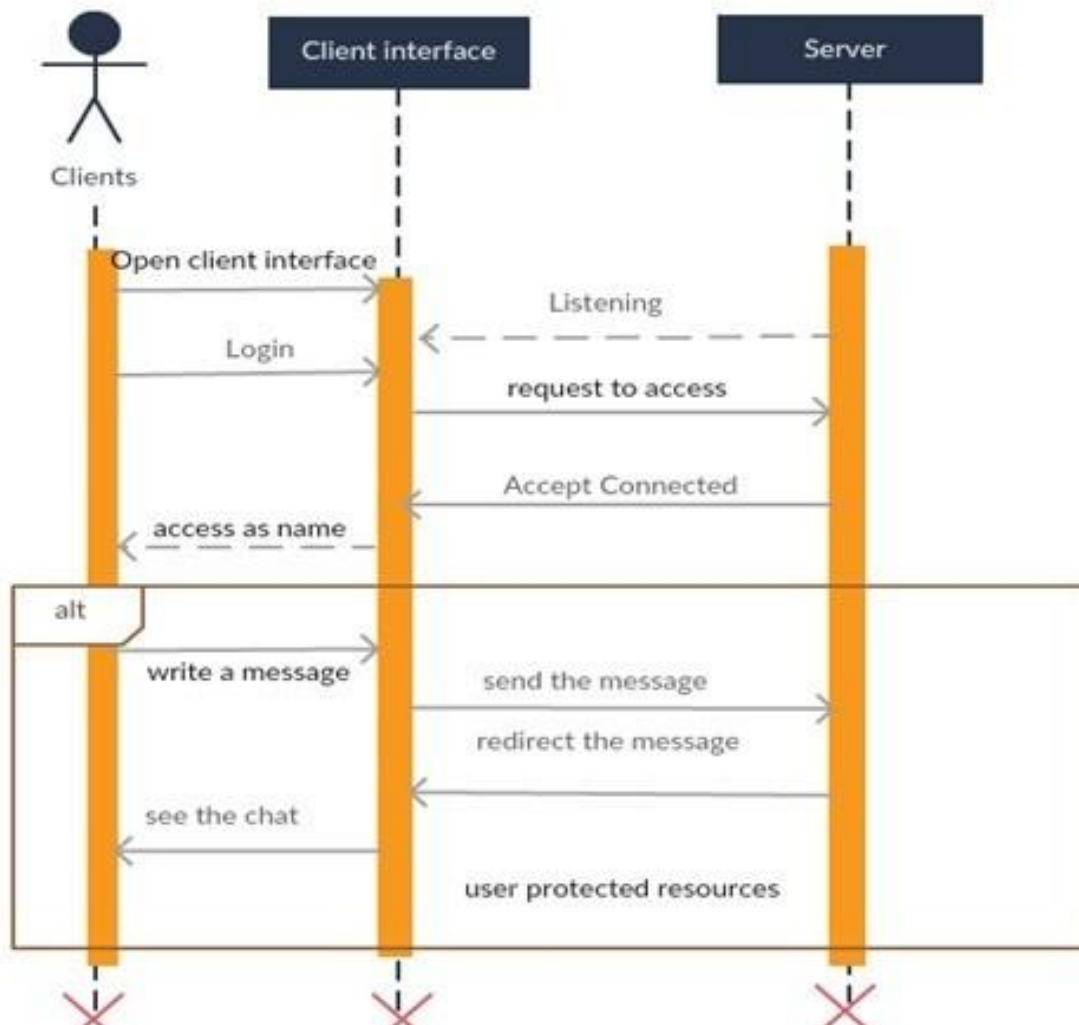 Client interface
Server
Clients
Open client interface
Listening
Login
request to access
Accept Connected
access as name
alt
write a message
send the message
redirect the message
see the chat
user protected resources